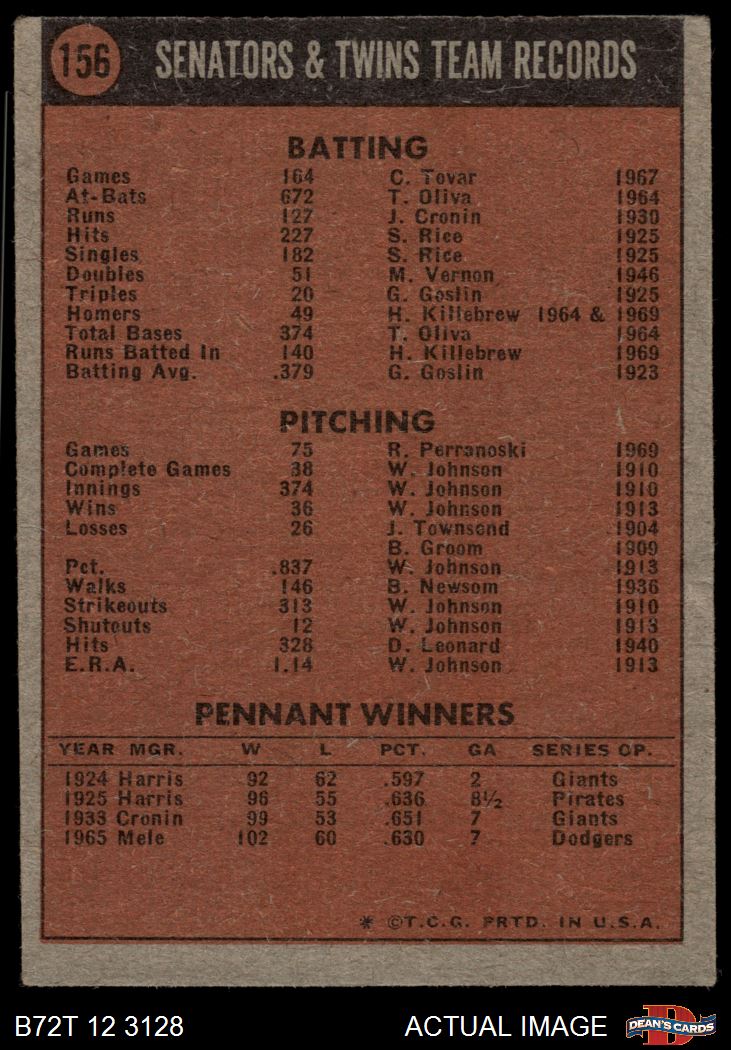 156 SENATORS & TWINS TEAM RECORDS
BATTING
Games 164 C. Tovar 1967
At-Bats 672 T. Oliva 1964
Runs 127 J. Cronin 1930
Hits 227 S. Rice 1925
Singles 182 S. Rice 1925
Doubles 51 M. Vernon 1946
Triples 20 G. Goslin 1925
Homers 49 H. Killebrew 1964 & 1969
Total Bases 374 T. Oliva 1964
Runs Batted In 140 H. Killebrew 1969
Batting Avg. .379 G. Goslin 1923
PITCHING
Games 75 R. Perranoski 1969
Complete Games 38 W. Johnson 1910
Innings 374 W. Johnson 1910
Wins 36 W. Johnson 1913
Losses 26 J. Townsend 1904
B. Groom 1909
Pct. .837 W. Johnson 1913
Walks 146 B. Newsom 1936
Strikeouts 313 W. Johnson 1910
Shutouts 12 W. Johnson 1913
Hits 328 D. Leonard 1940
E.R.A. 1.14 W. Johnson 1913
PENNANT WINNERS
YEAR MGR. W L PCT. GA SERIES OP.
1924 Harris 92 62 .597 2 Giants
1925 Harris 96 55 .636 8½ Pirates
1933 Cronin 99 53 .651 7 Giants
1965 Mele 102 60 .630 7 Dodgers
* ©T.C.G. PRTD. IN U.S.A.
B72T 12 3128 ACTUAL IMAGE DEAN'S CARDS